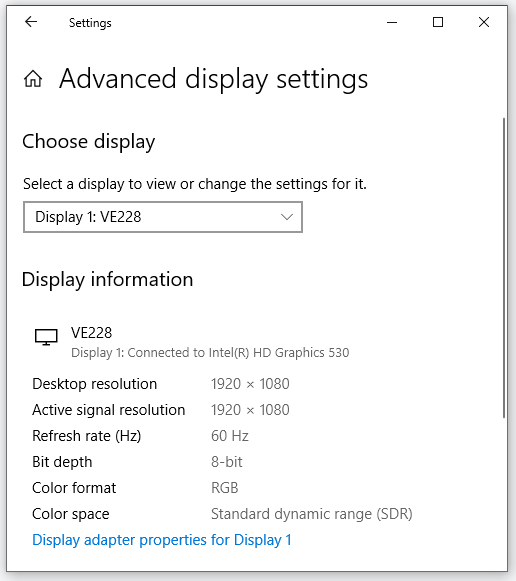 Settings
Advanced display settings
Choose display
Select a display to view or change the settings for it.
Display 1: VE228
Display information
VE228
Display 1: Connected to Intel(R) HD Graphics 530
Desktop resolution 1920 × 1080
Active signal resolution 1920 × 1080
Refresh rate (Hz) 60 Hz
Bit depth 8-bit
Color format RGB
Color space Standard dynamic range (SDR)
Display adapter properties for Display 1